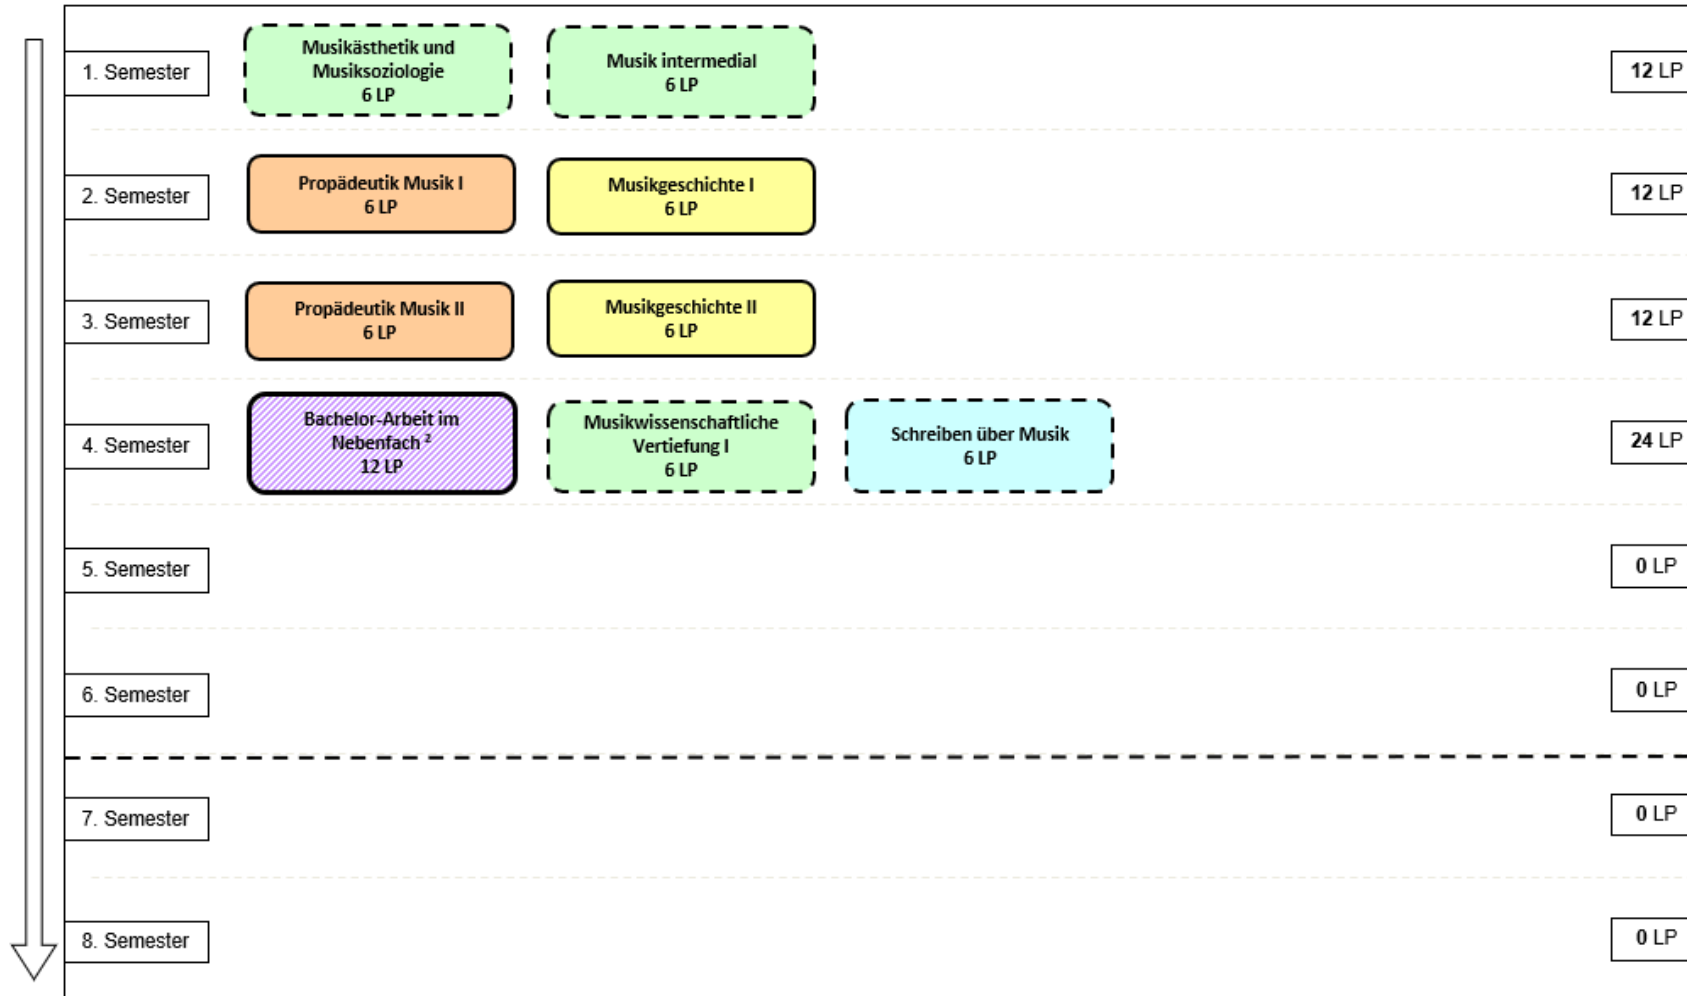 1. Semester
Musikästhetik und
Musiksoziologie
6 LP
Musik intermedial
6 LP
12 LP
2. Semester
Propädeutik Musik I
6 LP
Musikgeschichte I
6 LP
12 LP
3. Semester
Propädeutik Musik II
6 LP
Musikgeschichte II
6 LP
12 LP
4. Semester
Bachelor-Arbeit im
Nebenfach ²
12 LP
Musikwissenschaftliche
Vertiefung I
6 LP
Schreiben über Musik
6 LP
24 LP
5. Semester
0 LP
6. Semester
0 LP
7. Semester
0 LP
8. Semester
0 LP